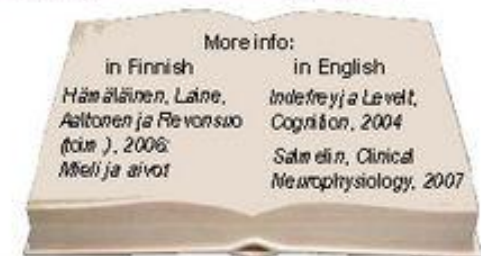 More info:
in Finnish
Hämäläinen, Laine,
Aaltonen ja Revonsuo
(toim.), 2006:
Mieli ja aivot
in English
Indefrey ja Levelt,
Cognition, 2004
Salmelin, Clinical
Neurophysiology, 2007